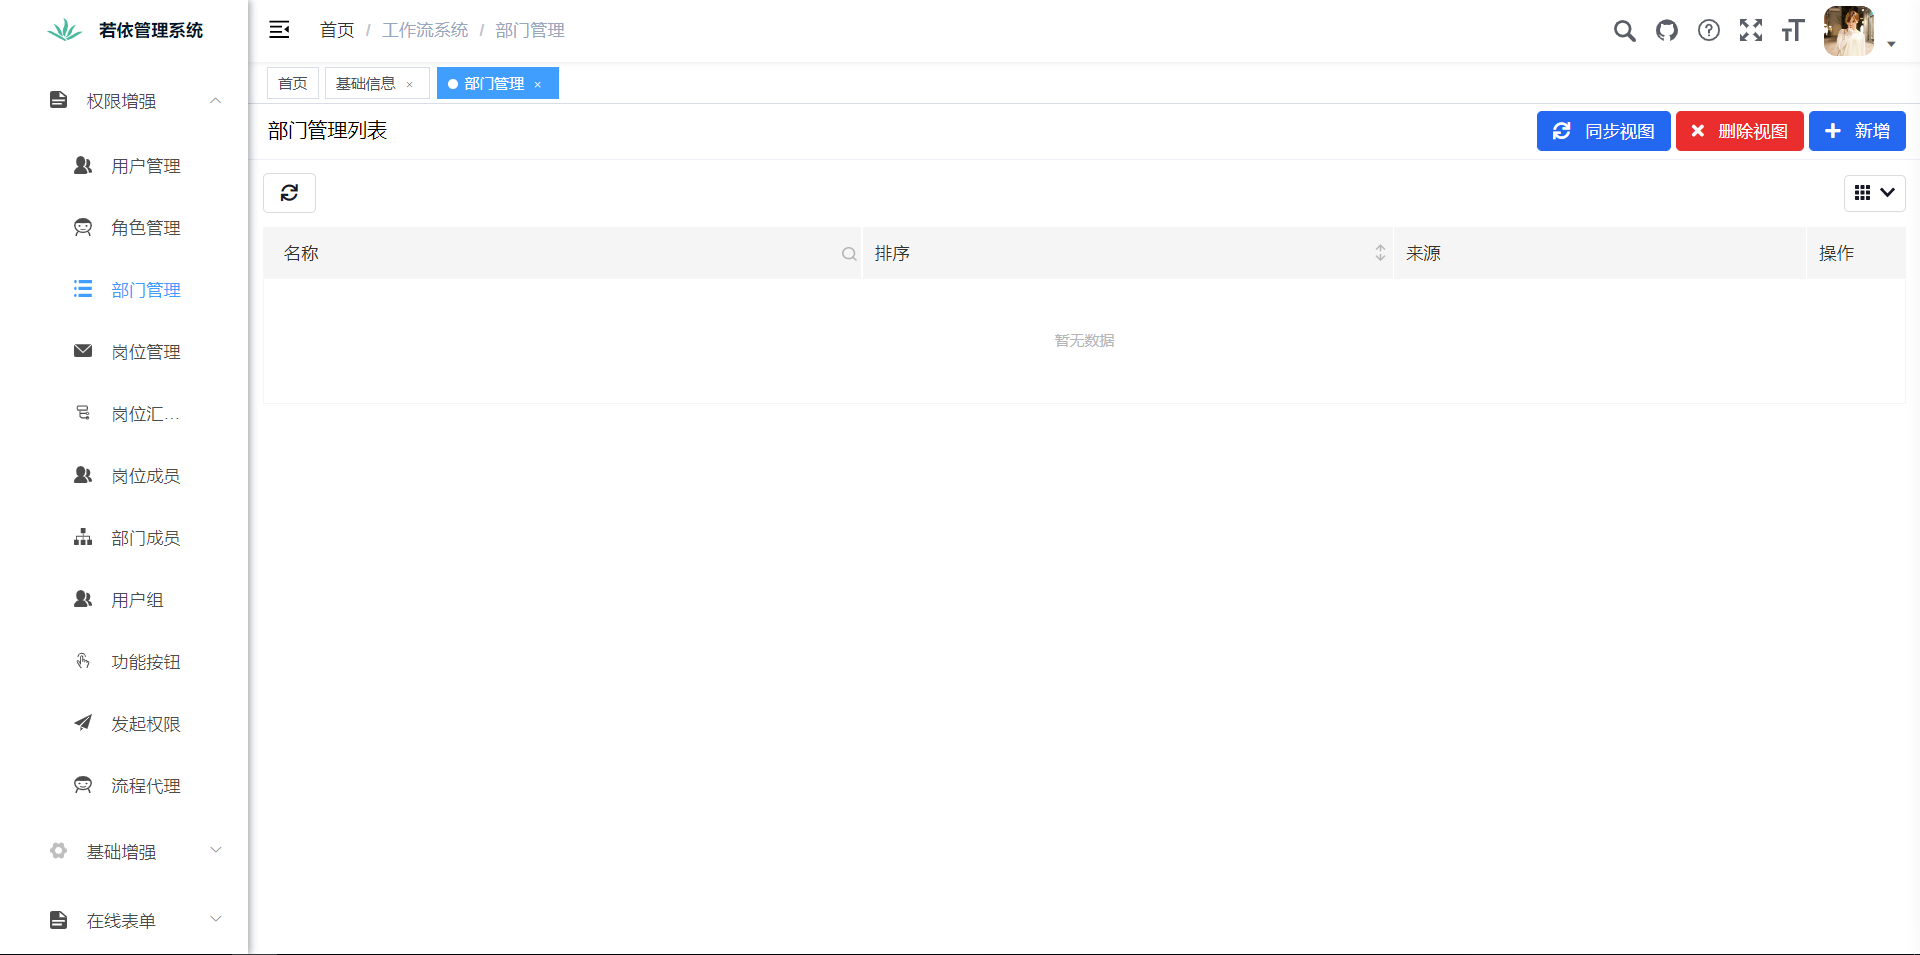 若依管理系统
首页 / 工作流系统 / 部门管理
首页
基础信息 ×
部门管理 ×
权限增强
用户管理
角色管理
部门管理
岗位管理
岗位汇...
岗位成员
部门成员
用户组
功能按钮
发起权限
流程代理
基础增强
在线表单
部门管理列表
同步视图
删除视图
新增
名称
排序
来源
操作
暂无数据